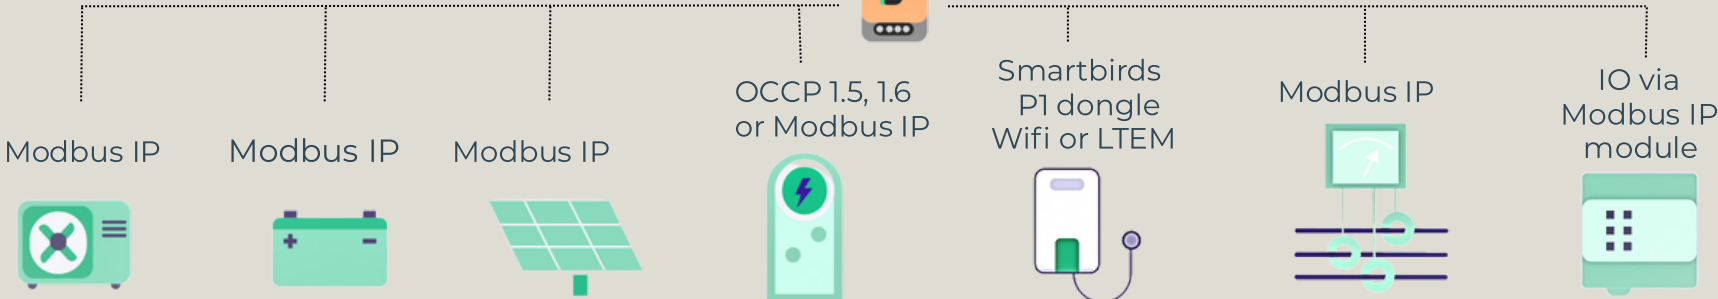 Modbus IP
Modbus IP
Modbus IP
OCCP 1.5, 1.6
or Modbus IP
Smartbirds
P1 dongle
Wifi or LTEM
Modbus IP
IO via
Modbus IP
module